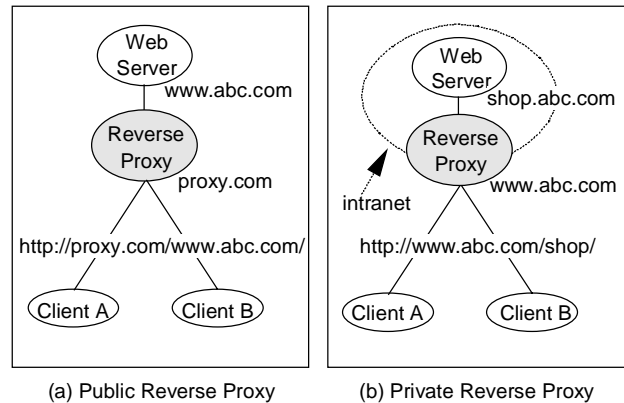 Web
Server
www.abc.com
Reverse
Proxy
proxy.com
http://proxy.com/www.abc.com/
Client A
Client B
(a) Public Reverse Proxy
Web
Server
shop.abc.com
Reverse
Proxy
www.abc.com
intranet
http://www.abc.com/shop/
Client A
Client B
(b) Private Reverse Proxy